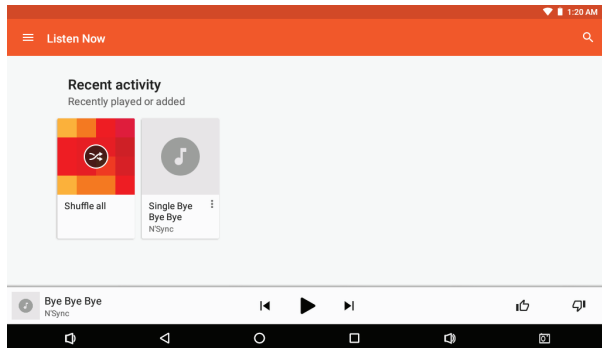 1:20 AM
Listen Now
Recent activity
Recently played or added
Shuffle all
Single Bye
Bye Bye
N'Sync
Bye Bye Bye
N'Sync